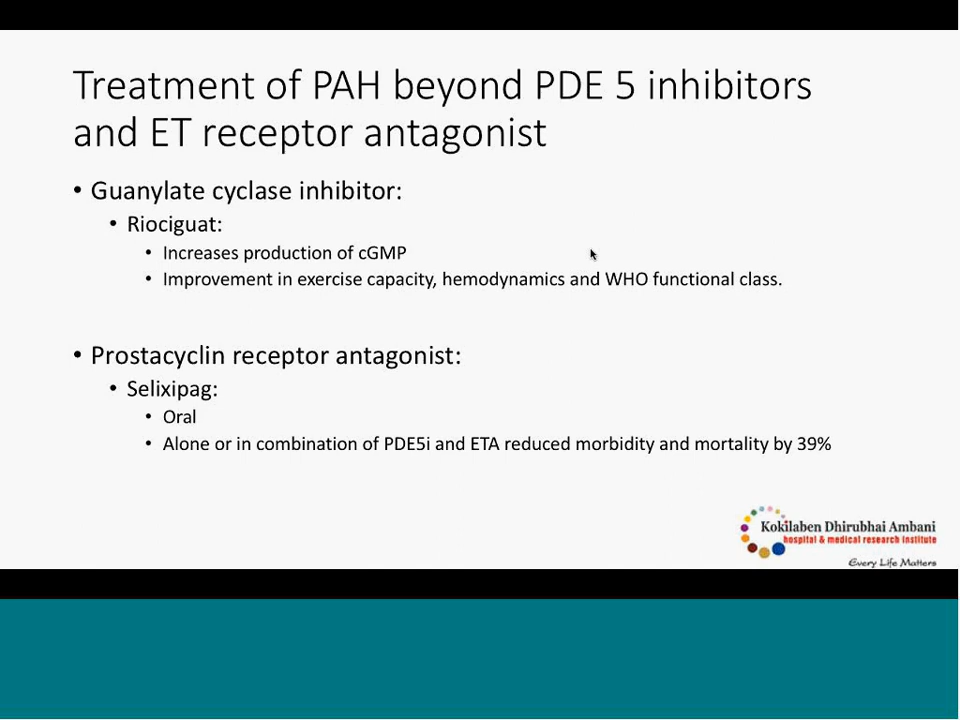 Treatment of PAH beyond PDE 5 inhibitors
and ET receptor antagonist
• Guanylate cyclase inhibitor:
• Riociguat:
• Increases production of cGMP
• Improvement in exercise capacity, hemodynamics and WHO functional class.
• Prostacyclin receptor antagonist:
• Selixipag:
• Oral
• Alone or in combination of PDE5i and ETA reduced morbidity and mortality by 39%
Kokilaben Dhirubhai Ambani
hospital & medical research institute
Every Life Matters